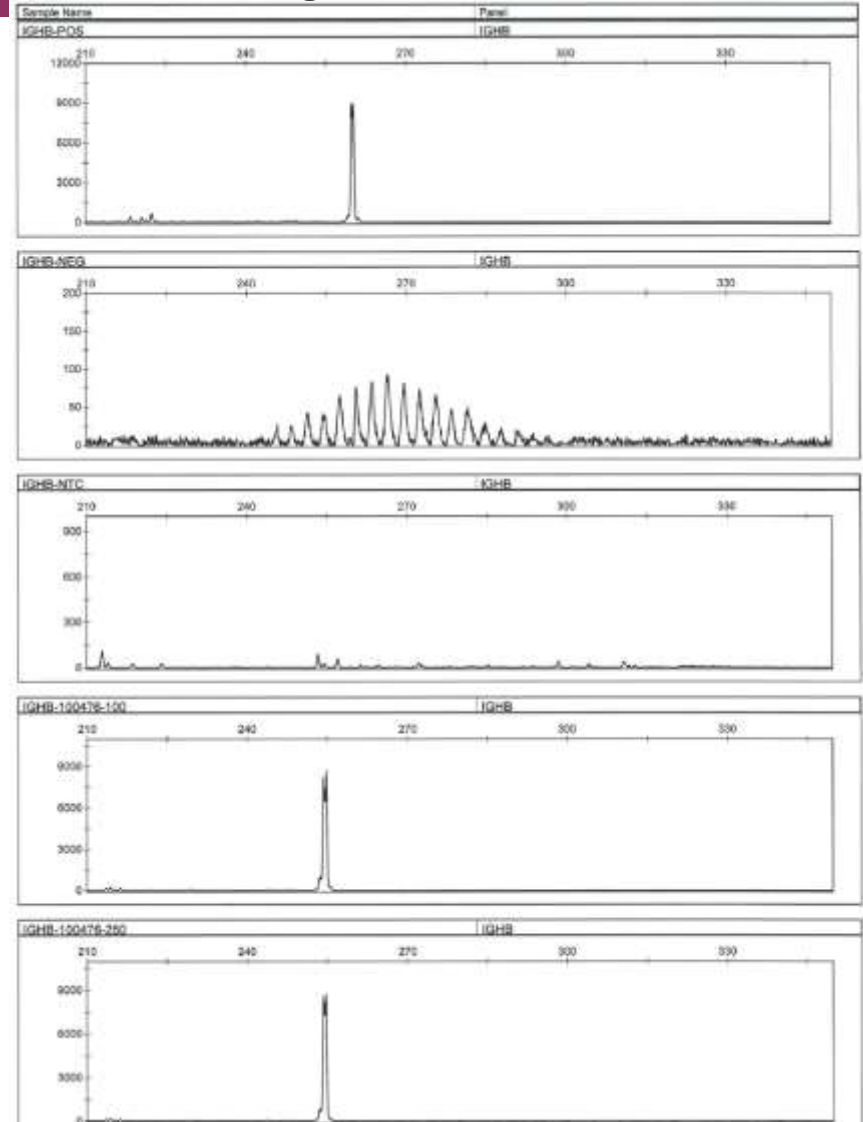 Sample Name Panel
IGHB-POS IGHB
210 240 270 300 330
12000
9000
6000
3000
0
IGHB-NEG IGHB
210 240 270 300 330
200
150
100
50
0
IGHB-NTC IGHB
210 240 270 300 330
900
600
300
0
IGHB-100476-100 IGHB
210 240 270 300 330
9000
6000
3000
0
IGHB-100476-250 IGHB
210 240 270 300 330
9000
6000
3000
0